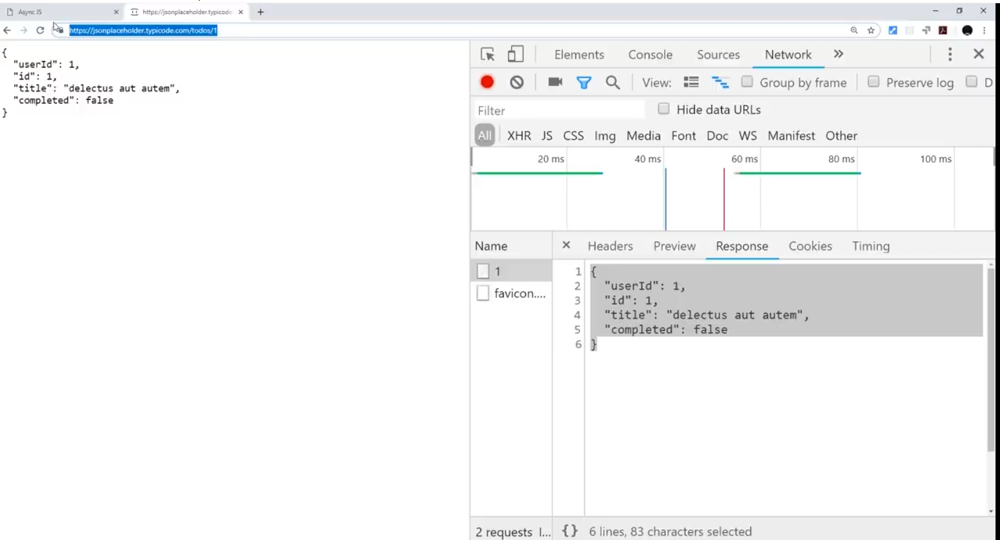 Async JS
https://jsonplaceholder.typicode
https://jsonplaceholder.typicode.com/todos/1
{
"userId": 1,
"id": 1,
"title": "delectus aut autem",
"completed": false
}
Elements Console Sources Network
View: Group by frame Preserve log D
Filter Hide data URLs
All XHR JS CSS Img Media Font Doc WS Manifest Other
20 ms 40 ms 60 ms 80 ms 100 ms
Name Headers Preview Response Cookies Timing
1
favicon....
1 {
2 "userId": 1,
3 "id": 1,
4 "title": "delectus aut autem",
5 "completed": false
6 }
2 requests I... {} 6 lines, 83 characters selected